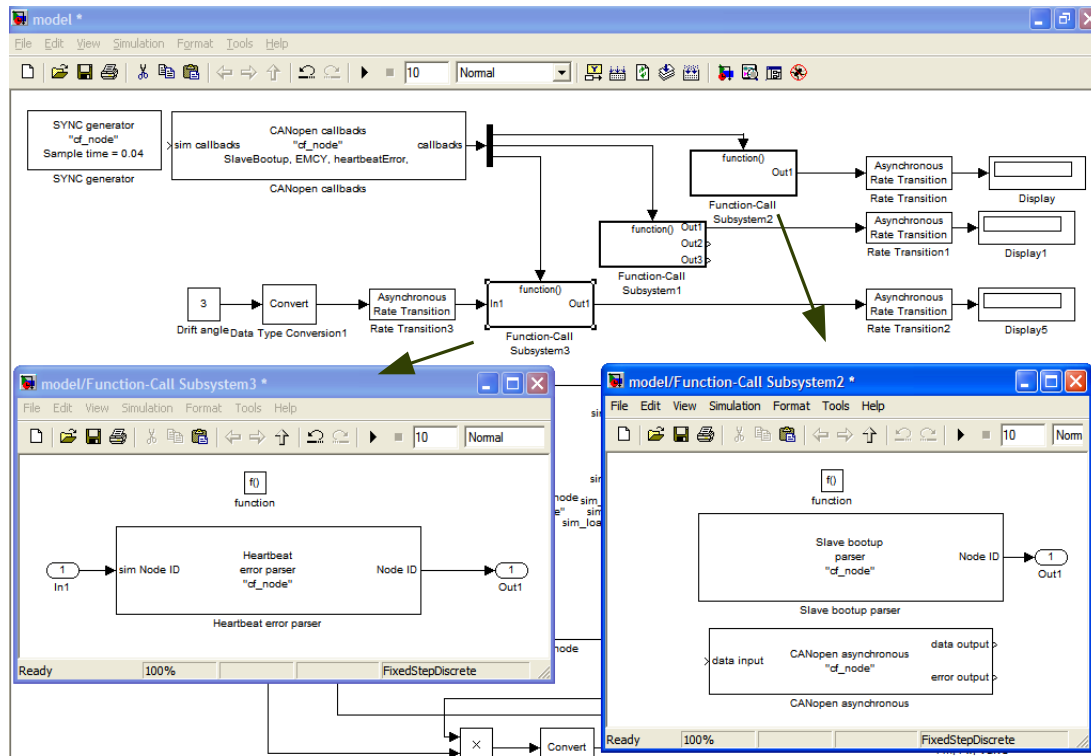 model *
File Edit View Simulation Format Tools Help
10 Normal
SYNC generator
"cf_node"
Sample time = 0.04
SYNC generator
sim callbacks
CANopen callbacks
"cf_node"
SlaveBootup, EMCY, heartbeatError,
callbacks
CANopen callbacks
function()
Out1
Function-Call
Subsystem2
Asynchronous
Rate Transition
Rate Transition
Display
function()
Out1
Out2
Out3
Function-Call
Subsystem1
Asynchronous
Rate Transition
Rate Transition1
Display1
3
Drift angle
Convert
Data Type Conversion1
Asynchronous
Rate Transition
Rate Transition3
function()
In1
Out1
Function-Call
Subsystem3
Asynchronous
Rate Transition
Rate Transition2
Display5
model/Function-Call Subsystem3 *
File Edit View Simulation Format Tools Help
10 Normal
f()
function
1
In1
sim Node ID
Heartbeat
error parser
"cf_node"
Node ID
1
Out1
Heartbeat error parser
Ready 100% FixedStepDiscrete
model/Function-Call Subsystem2 *
File Edit View Simulation Format Tools Help
10 Norm
f()
function
Slave bootup
parser
"cf_node"
Node ID
1
Out1
Slave bootup parser
data input
CANopen asynchronous
"cf_node"
data output
error output
CANopen asynchronous
Ready 100% FixedStepDiscrete
×
Convert